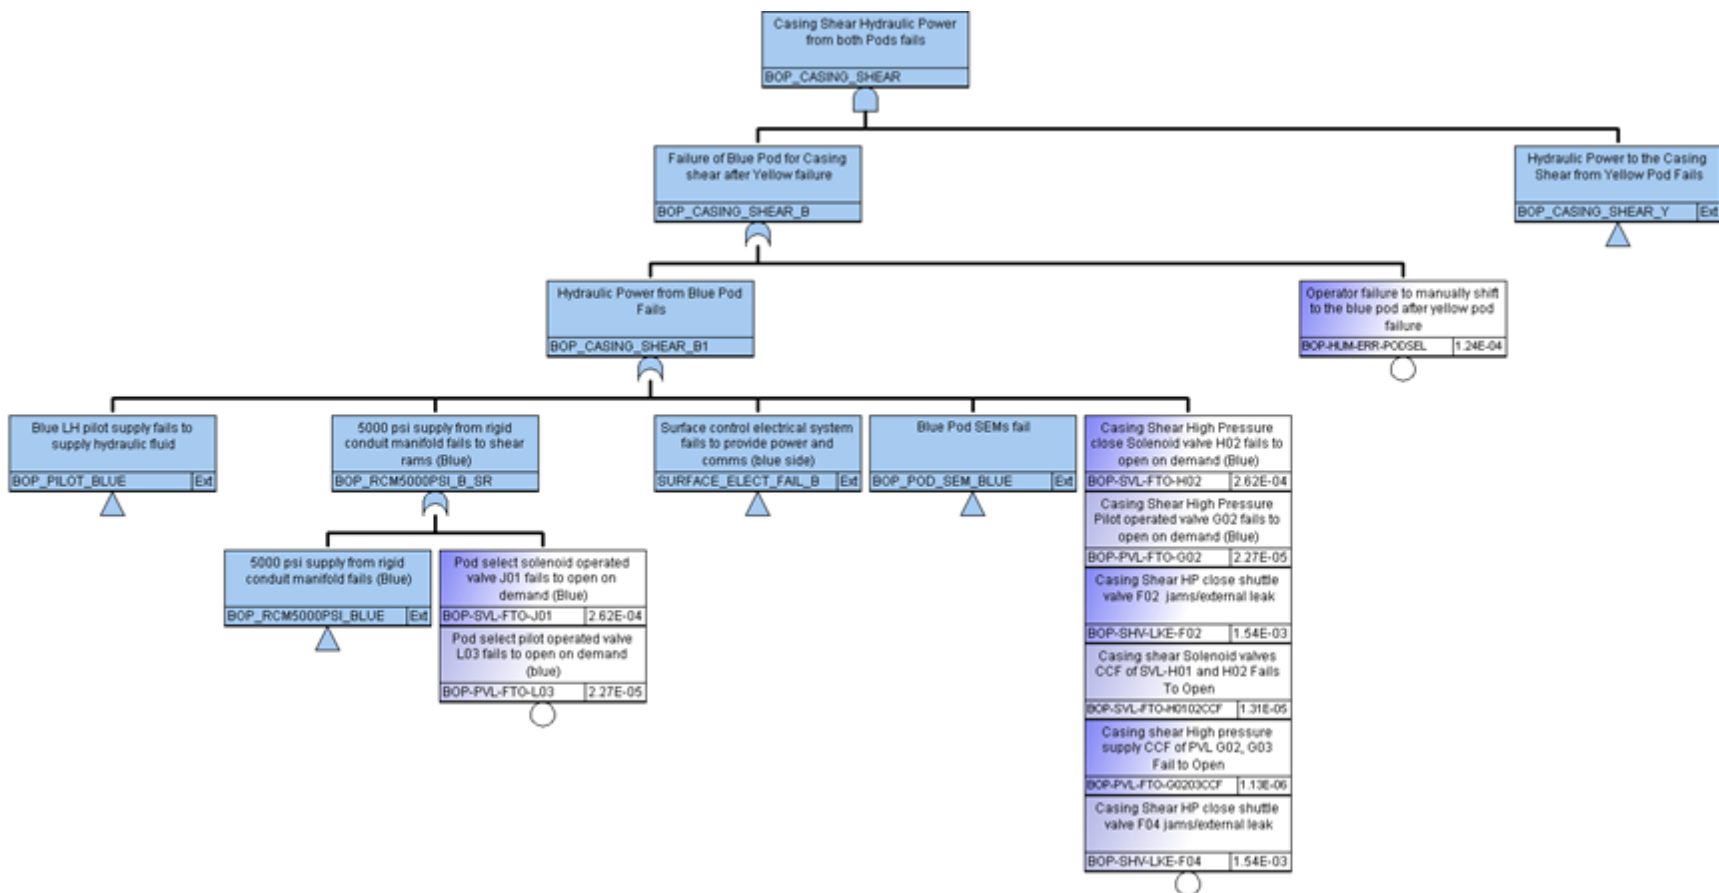 Casing Shear Hydraulic Power
from both Pods fails
BOP_CASING_SHEAR
Failure of Blue Pod for Casing
shear after Yellow failure
BOP_CASING_SHEAR_B
Hydraulic Power to the Casing
Shear from Yellow Pod Fails
BOP_CASING_SHEAR_Y Ext
Hydraulic Power from Blue Pod
Fails
BOP_CASING_SHEAR_B1
Operator failure to manually shift
to the blue pod after yellow pod
failure
BOP-HUM-ERR-PODSEL 1.24E-04
Blue LH pilot supply fails to
supply hydraulic fluid
BOP_PILOT_BLUE Ext
5000 psi supply from rigid
conduit manifold fails to shear
rams (Blue)
BOP_RCM5000PSI_B_SR
Surface control electrical system
fails to provide power and
comms (blue side)
SURFACE_ELECT_FAIL_B Ext
Blue Pod SEMs fail
BOP_POD_SEM_BLUE Ext
Casing Shear High Pressure
close Solenoid valve H02 fails to
open on demand (Blue)
BOP-SVL-FTO-H02 2.62E-04
Casing Shear High Pressure
Pilot operated valve G02 fails to
open on demand (Blue)
BOP-PVL-FTO-G02 2.27E-05
Casing Shear HP close shuttle
valve F02 jams/external leak
BOP-SHV-LKE-F02 1.54E-03
Casing shear Solenoid valves
CCF of SVL-H01 and H02 Fails
To Open
BOP-SVL-FTO-H0102CCF 1.31E-05
Casing shear High pressure
supply CCF of PVL G02, G03
Fail to Open
BOP-PVL-FTO-G0203CCF 1.13E-06
Casing Shear HP close shuttle
valve F04 jams/external leak
BOP-SHV-LKE-F04 1.54E-03
5000 psi supply from rigid
conduit manifold fails (Blue)
BOP_RCM5000PSI_BLUE Ext
Pod select solenoid operated
valve J01 fails to open on
demand (Blue)
BOP-SVL-FTO-J01 2.62E-04
Pod select pilot operated valve
L03 fails to open on demand
(blue)
BOP-PVL-FTO-L03 2.27E-05